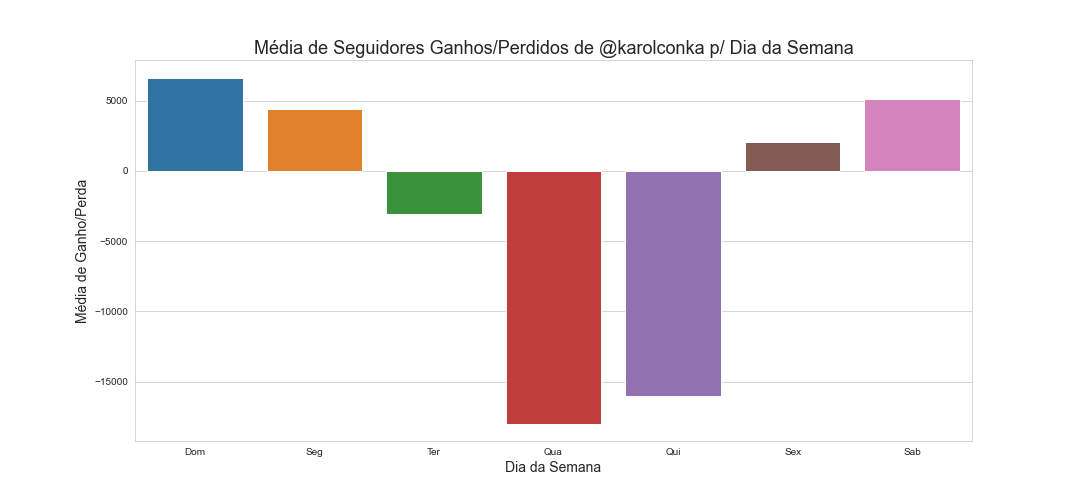 Média de Seguidores Ganhos/Perdidos de @karolconka p/ Dia da Semana
Média de Ganho/Perda
5000
0
−5000
−10000
−15000
Dom Seg Ter Qua Qui Sex Sab
Dia da Semana